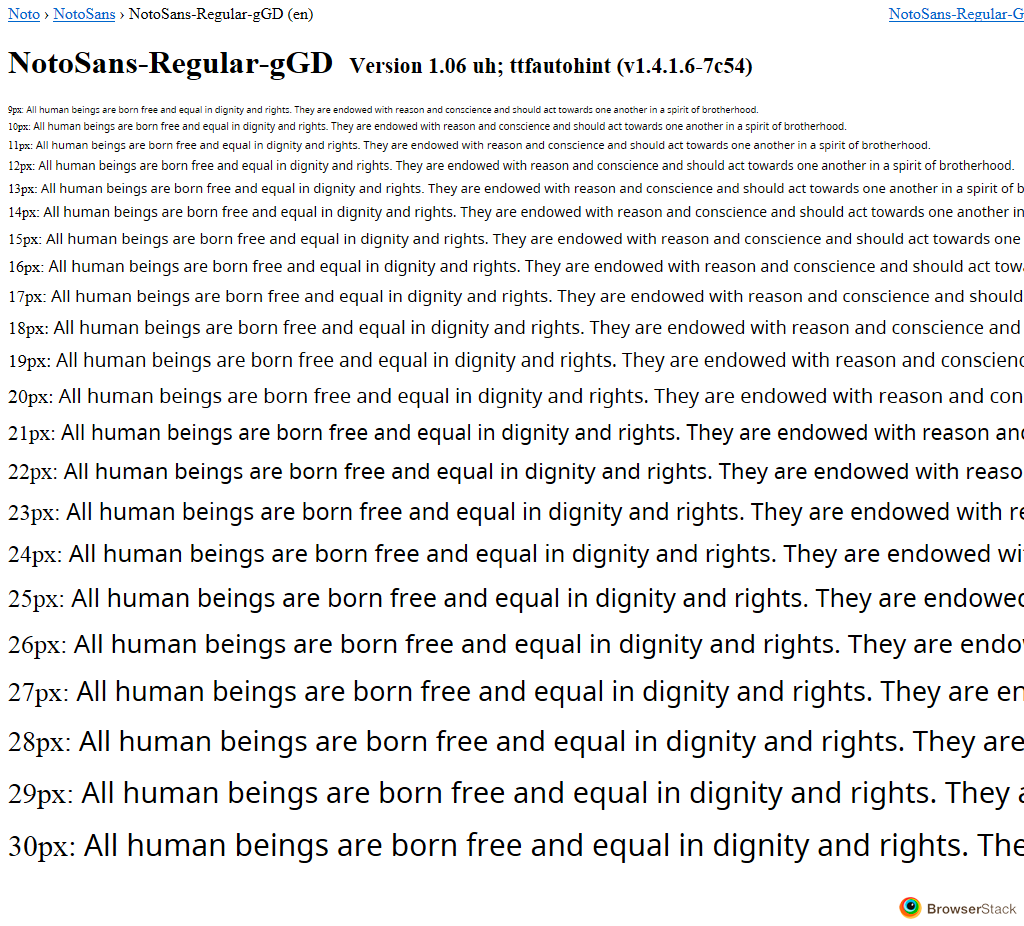 Noto › NotoSans › NotoSans-Regular-gGD (en) NotoSans-Regular-G
NotoSans-Regular-gGD Version 1.06 uh; ttfautohint (v1.4.1.6-7c54)
9px: All human beings are born free and equal in dignity and rights. They are endowed with reason and conscience and should act towards one another in a spirit of brotherhood.
10px: All human beings are born free and equal in dignity and rights. They are endowed with reason and conscience and should act towards one another in a spirit of brotherhood.
11px: All human beings are born free and equal in dignity and rights. They are endowed with reason and conscience and should act towards one another in a spirit of brotherhood.
12px: All human beings are born free and equal in dignity and rights. They are endowed with reason and conscience and should act towards one another in a spirit of brotherhood.
13px: All human beings are born free and equal in dignity and rights. They are endowed with reason and conscience and should act towards one another in a spirit of b
14px: All human beings are born free and equal in dignity and rights. They are endowed with reason and conscience and should act towards one another in
15px: All human beings are born free and equal in dignity and rights. They are endowed with reason and conscience and should act towards one
16px: All human beings are born free and equal in dignity and rights. They are endowed with reason and conscience and should act tow
17px: All human beings are born free and equal in dignity and rights. They are endowed with reason and conscience and should
18px: All human beings are born free and equal in dignity and rights. They are endowed with reason and conscience and
19px: All human beings are born free and equal in dignity and rights. They are endowed with reason and conscienc
20px: All human beings are born free and equal in dignity and rights. They are endowed with reason and con
21px: All human beings are born free and equal in dignity and rights. They are endowed with reason an
22px: All human beings are born free and equal in dignity and rights. They are endowed with reaso
23px: All human beings are born free and equal in dignity and rights. They are endowed with r
24px: All human beings are born free and equal in dignity and rights. They are endowed wi
25px: All human beings are born free and equal in dignity and rights. They are endowed
26px: All human beings are born free and equal in dignity and rights. They are endo
27px: All human beings are born free and equal in dignity and rights. They are en
28px: All human beings are born free and equal in dignity and rights. They are
29px: All human beings are born free and equal in dignity and rights. They a
30px: All human beings are born free and equal in dignity and rights. The
BrowserStack